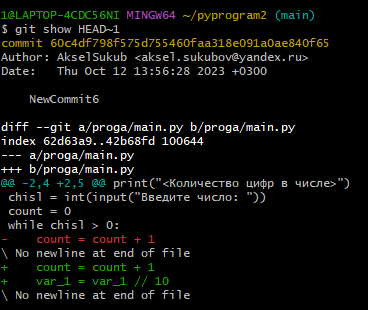 1@LAPTOP-4CDC56NI MINGW64 ~/pyprogram2 (main)
$ git show HEAD~1
commit 60c4df798f575d755460faa318e091a0ae840f65
Author: AkselSukub <aksel.sukubov@yandex.ru>
Date:   Thu Oct 12 13:56:28 2023 +0300

    NewCommit6

diff --git a/proga/main.py b/proga/main.py
index 62d63a9..42b68fd 100644
--- a/proga/main.py
+++ b/proga/main.py
@@ -2,4 +2,5 @@ print("<Количество цифр в числе>")
 chisl = int(input("Введите число: "))
 count = 0
 while chisl > 0:
-    count = count + 1
\ No newline at end of file
+    count = count + 1
+    var_1 = var_1 // 10
\ No newline at end of file